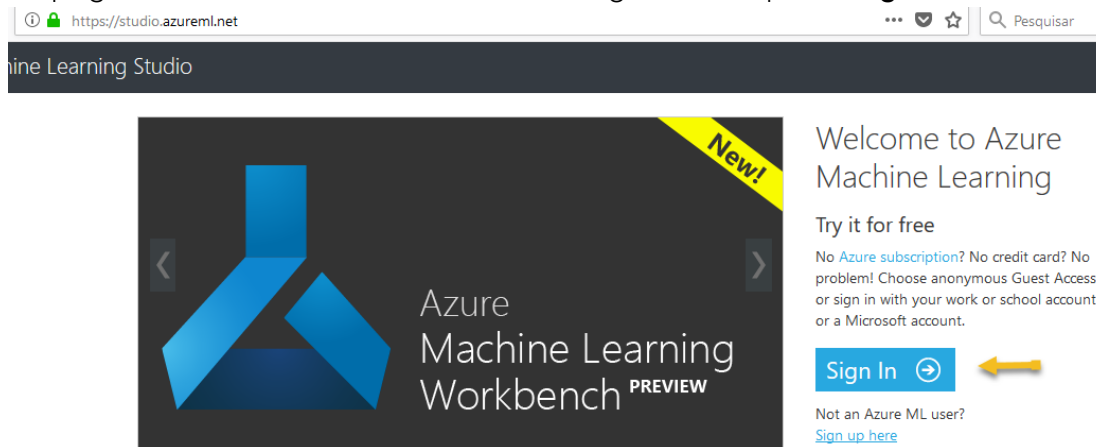 https://studio.azureml.net
Pesquisar
Machine Learning Studio
New!
Azure
Machine Learning
Workbench PREVIEW
Welcome to Azure
Machine Learning
Try it for free
No Azure subscription? No credit card? No
problem! Choose anonymous Guest Access
or sign in with your work or school account
or a Microsoft account.
Sign In
Not an Azure ML user?
Sign up here